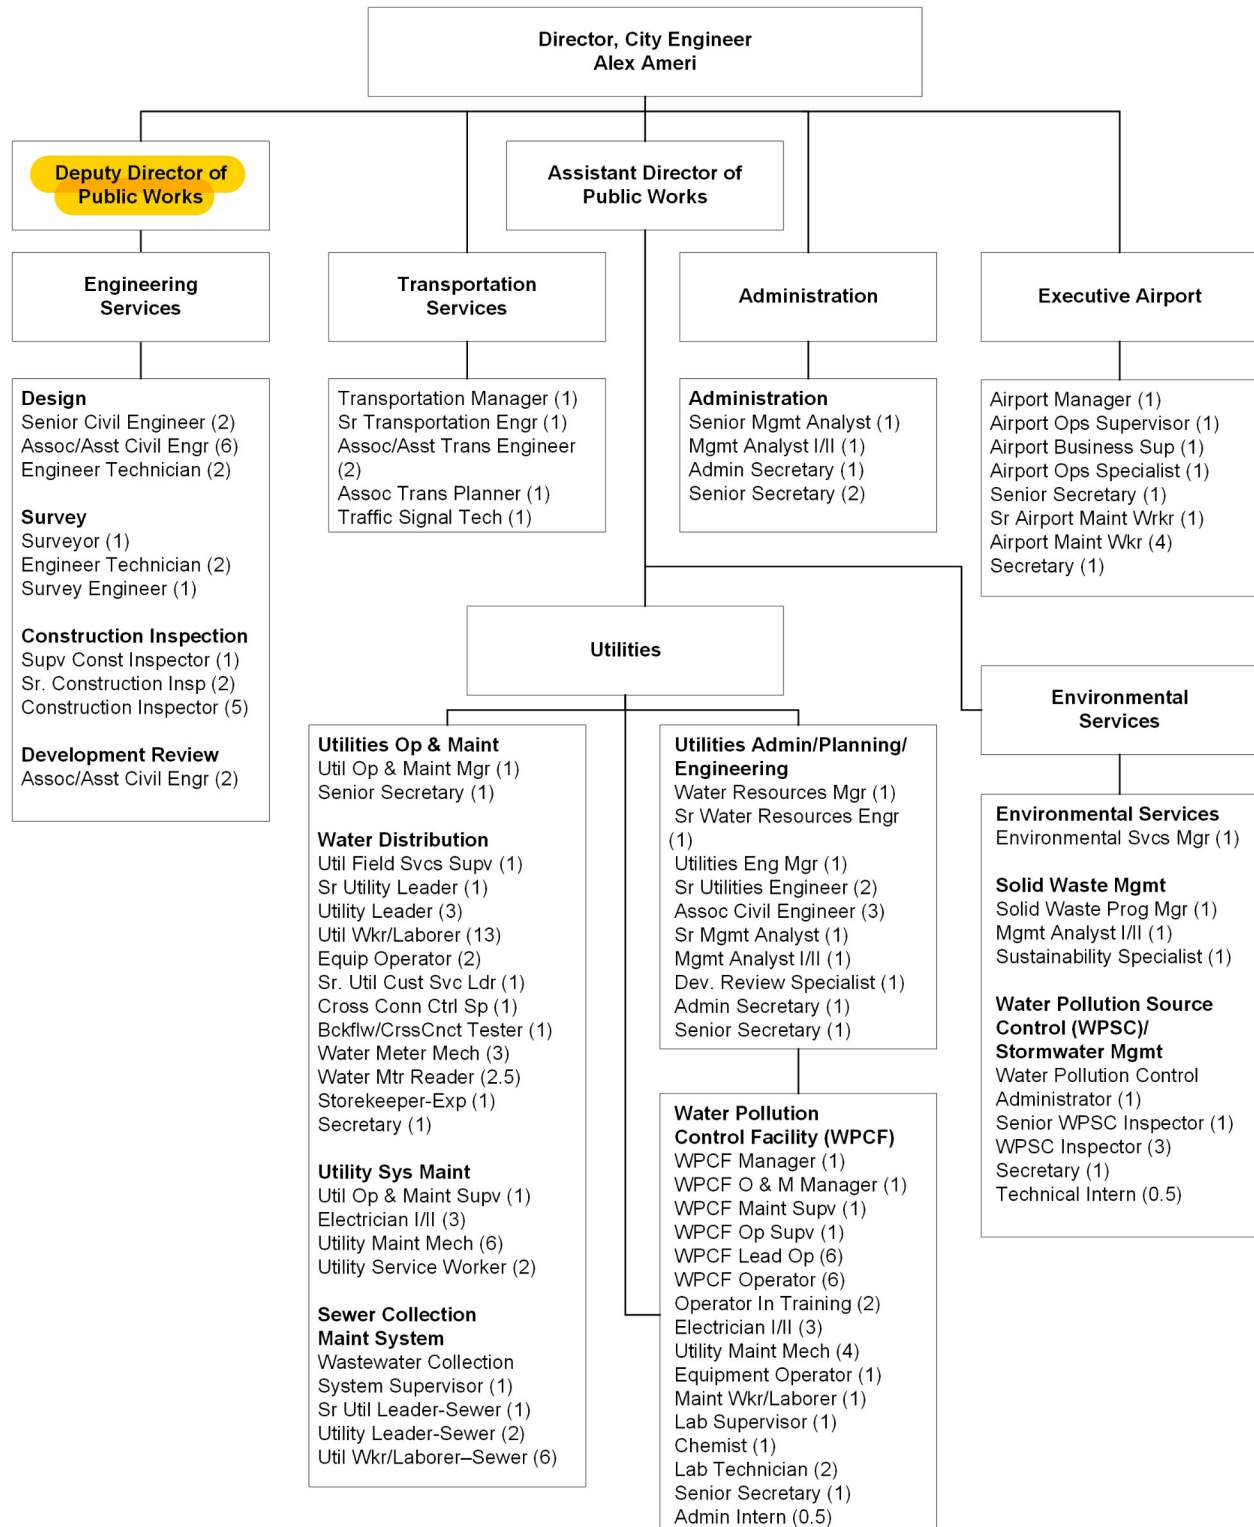 Director, City Engineer
Alex Ameri
Deputy Director of
Public Works
Assistant Director of
Public Works
Engineering
Services
Transportation
Services
Administration
Executive Airport
Design
Senior Civil Engineer (2)
Assoc/Asst Civil Engr (6)
Engineer Technician (2)
Survey
Surveyor (1)
Engineer Technician (2)
Survey Engineer (1)
Construction Inspection
Supv Const Inspector (1)
Sr. Construction Insp (2)
Construction Inspector (5)
Development Review
Assoc/Asst Civil Engr (2)
Transportation Manager (1)
Sr Transportation Engr (1)
Assoc/Asst Trans Engineer
(2)
Assoc Trans Planner (1)
Traffic Signal Tech (1)
Administration
Senior Mgmt Analyst (1)
Mgmt Analyst I/II (1)
Admin Secretary (1)
Senior Secretary (2)
Airport Manager (1)
Airport Ops Supervisor (1)
Airport Business Sup (1)
Airport Ops Specialist (1)
Senior Secretary (1)
Sr Airport Maint Wrkr (1)
Airport Maint Wkr (4)
Secretary (1)
Utilities
Environmental
Services
Utilities Op & Maint
Util Op & Maint Mgr (1)
Senior Secretary (1)
Water Distribution
Util Field Svcs Supv (1)
Sr Utility Leader (1)
Utility Leader (3)
Util Wkr/Laborer (13)
Equip Operator (2)
Sr. Util Cust Svc Ldr (1)
Cross Conn Ctrl Sp (1)
Bckflw/CrssCnct Tester (1)
Water Meter Mech (3)
Water Mtr Reader (2.5)
Storekeeper-Exp (1)
Secretary (1)
Utility Sys Maint
Util Op & Maint Supv (1)
Electrician I/II (3)
Utility Maint Mech (6)
Utility Service Worker (2)
Sewer Collection
Maint System
Wastewater Collection
System Supervisor (1)
Sr Util Leader-Sewer (1)
Utility Leader-Sewer (2)
Util Wkr/Laborer–Sewer (6)
Utilities Admin/Planning/
Engineering
Water Resources Mgr (1)
Sr Water Resources Engr
(1)
Utilities Eng Mgr (1)
Sr Utilities Engineer (2)
Assoc Civil Engineer (3)
Sr Mgmt Analyst (1)
Mgmt Analyst I/II (1)
Dev. Review Specialist (1)
Admin Secretary (1)
Senior Secretary (1)
Water Pollution
Control Facility (WPCF)
WPCF Manager (1)
WPCF O & M Manager (1)
WPCF Maint Supv (1)
WPCF Op Supv (1)
WPCF Lead Op (6)
WPCF Operator (6)
Operator In Training (2)
Electrician I/II (3)
Utility Maint Mech (4)
Equipment Operator (1)
Maint Wkr/Laborer (1)
Lab Supervisor (1)
Chemist (1)
Lab Technician (2)
Senior Secretary (1)
Admin Intern (0.5)
Environmental Services
Environmental Svcs Mgr (1)
Solid Waste Mgmt
Solid Waste Prog Mgr (1)
Mgmt Analyst I/II (1)
Sustainability Specialist (1)
Water Pollution Source
Control (WPSC)/
Stormwater Mgmt
Water Pollution Control
Administrator (1)
Senior WPSC Inspector (1)
WPSC Inspector (3)
Secretary (1)
Technical Intern (0.5)